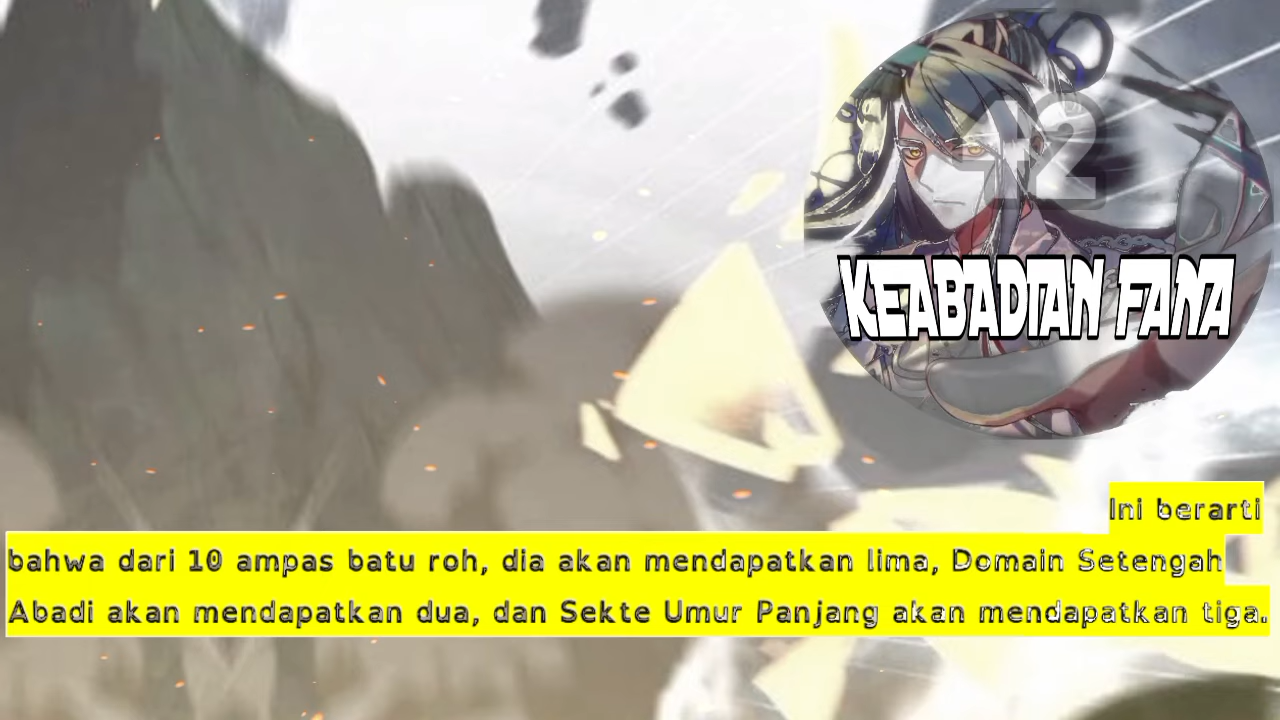 42
KEABADIAN FANA
Ini berarti
bahwa dari 10 ampas batu roh, dia akan mendapatkan lima, Domain Setengah
Abadi akan mendapatkan dua, dan Sekte Umur Panjang akan mendapatkan tiga.